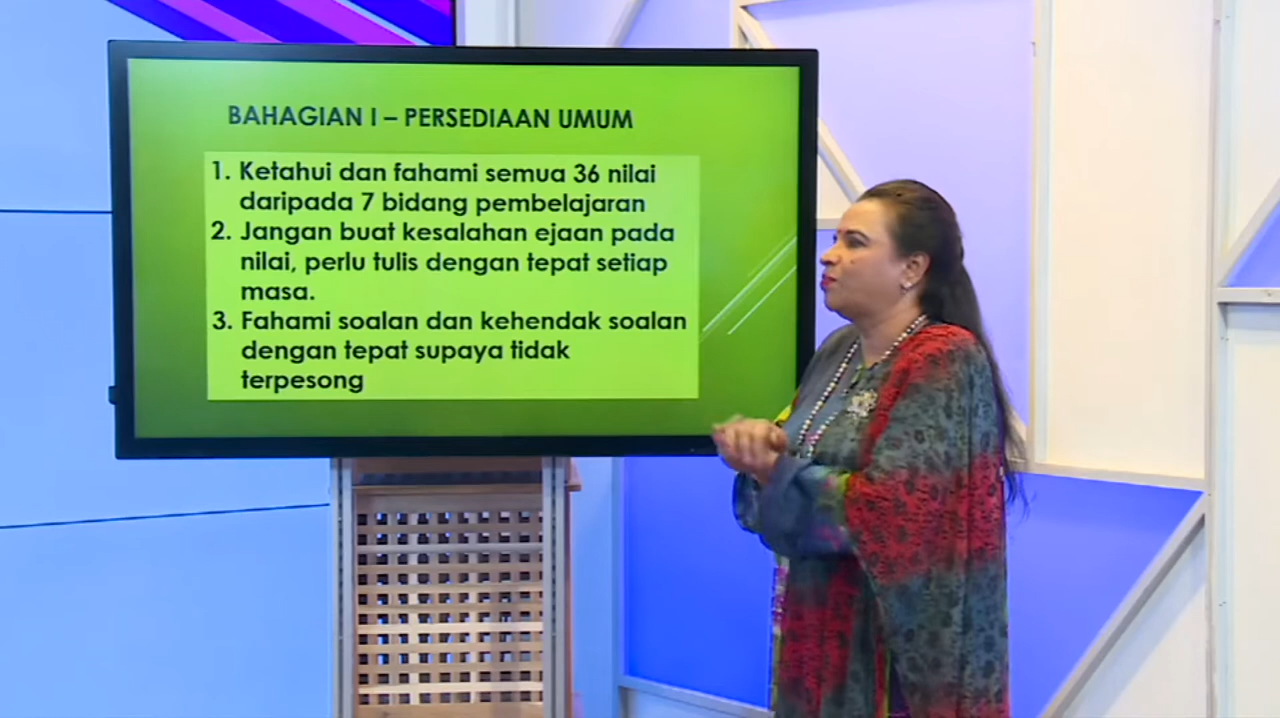 BAHAGIAN I – PERSEDIAAN UMUM
1. Ketahui dan fahami semua 36 nilai
daripada 7 bidang pembelajaran
2. Jangan buat kesalahan ejaan pada
nilai, perlu tulis dengan tepat setiap
masa.
3. Fahami soalan dan kehendak soalan
dengan tepat supaya tidak
terpesong